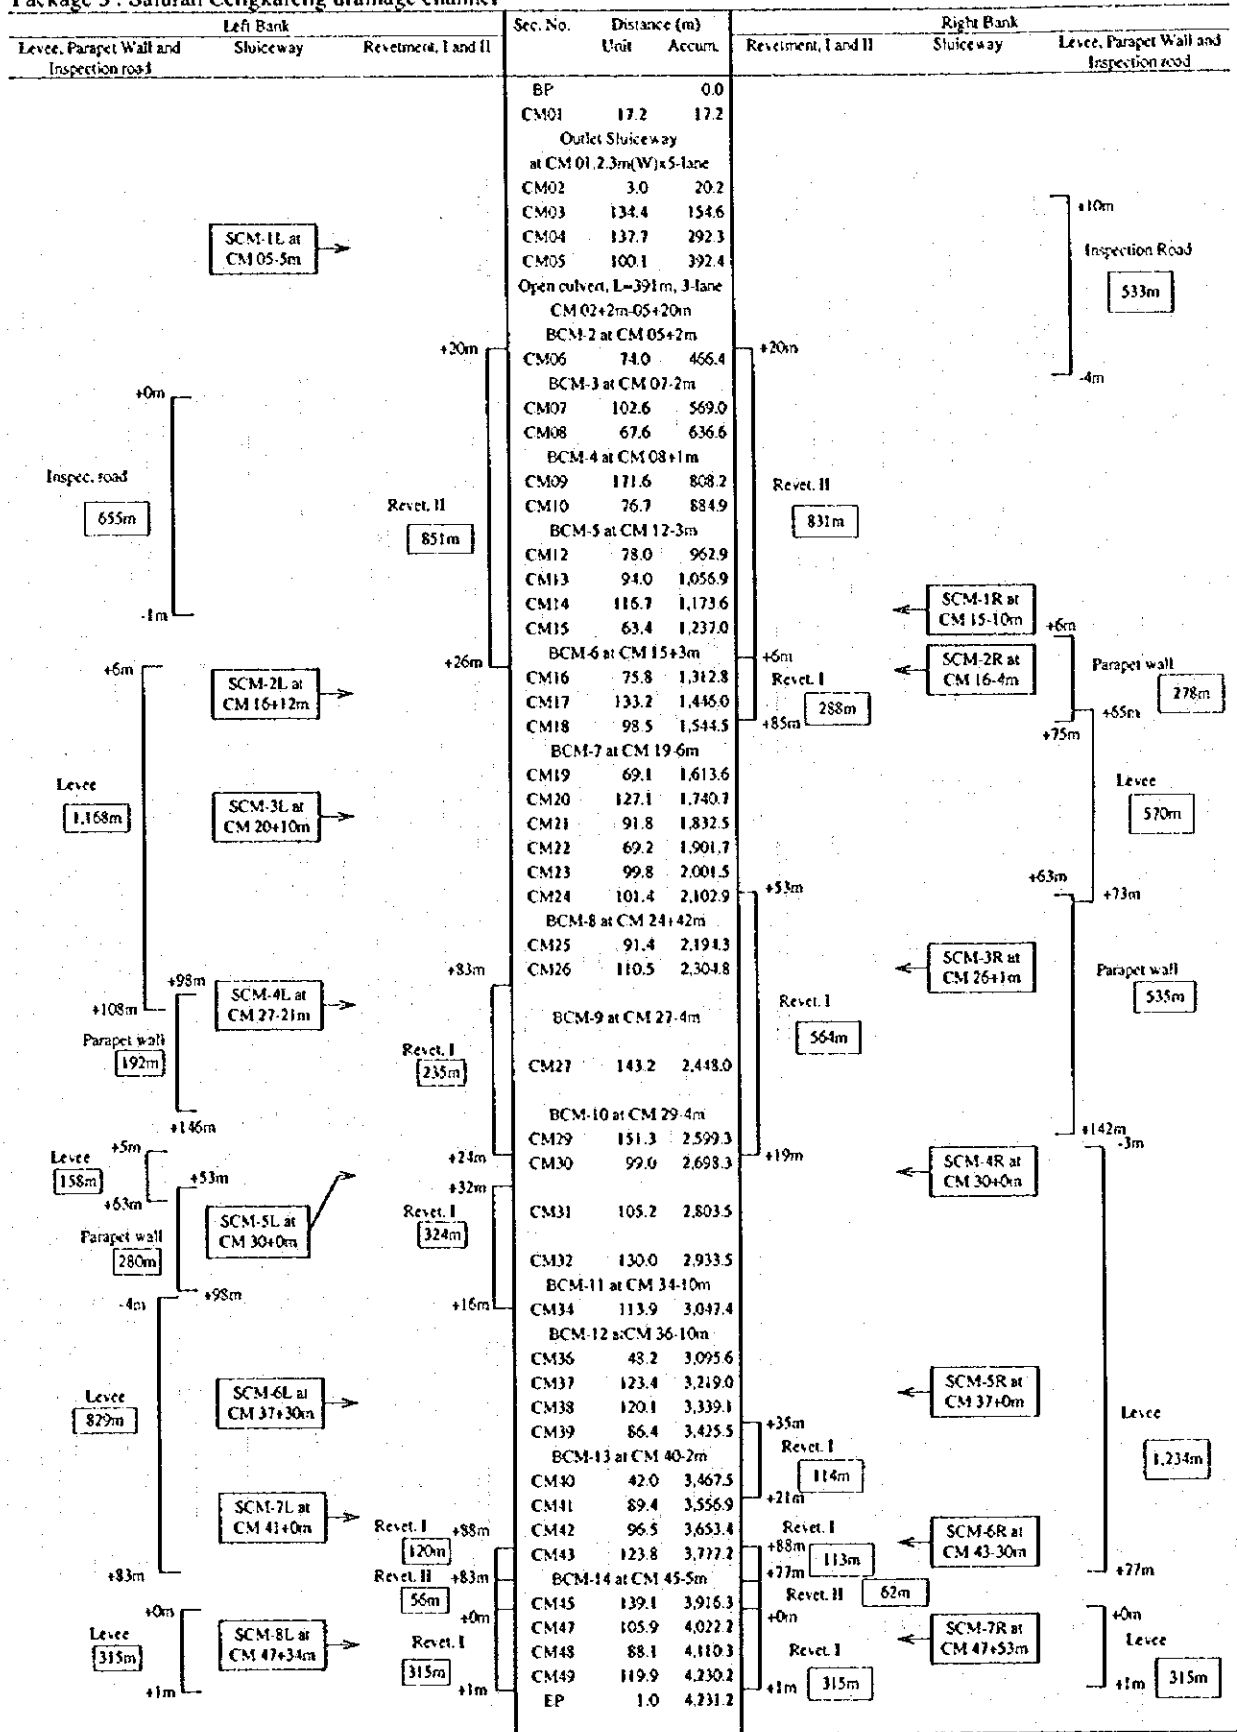 Package 3 : Saluran Cengkareng drainage channel
Left Bank Sec. No. Distance (m) Right Bank
Levee, Parapet Wall and Sluiceway Revetment, I and II Unit Accum. Revetment, I and II Sluiceway Levee, Parapet Wall and
Inspection road Inspection road
BP 0.0
CM01 17.2 17.2
Outlet Sluiceway
at CM 01,2.3m(W)x5-lane
CM02 3.0 20.2
+10m
CM03 134.4 154.6
SCM-1L at
CM 05-5m
CM04 137.7 292.3
Inspection Road
533m
CM05 100.1 392.4
Open culvert, L=391m, 3-lane
CM 02+2m-05+20m
BCM-2 at CM 05+2m
+20m +20m
CM06 74.0 466.4
-4m
BCM-3 at CM 07-2m
+0m
CM07 102.6 569.0
CM08 67.6 636.6
BCM-4 at CM 08+1m
Inspec. road
655m
CM09 171.6 808.2
Revet. II
831m
Revet. II
851m
CM10 76.7 884.9
BCM-5 at CM 12-3m
CM12 78.0 962.9
CM13 94.0 1,056.9
-1m
CM14 116.7 1,173.6
SCM-1R at
CM 15-10m
+6m
CM15 63.4 1,237.0
BCM-6 at CM 15+3m
+6m +26m +6m
SCM-2R at
CM 16-4m
Parapet wall
278m
SCM-2L at
CM 16+12m
CM16 75.8 1,312.8
Revet. I
288m
CM17 133.2 1,446.0
+65m
CM18 98.5 1,544.5
+85m
+75m
BCM-7 at CM 19-6m
CM19 69.1 1,613.6
Levee
1,168m
SCM-3L at
CM 20+10m
CM20 127.1 1,740.7
Levee
570m
CM21 91.8 1,832.5
CM22 69.2 1,901.7
CM23 99.8 2,001.5
+63m
+53m
CM24 101.4 2,102.9
+73m
BCM-8 at CM 24+42m
CM25 91.4 2,194.3
SCM-3R at
CM 26+1m
CM26 110.5 2,304.8
+83m
Parapet wall
535m
+98m
SCM-4L at
CM 27-21m
+108m
Revet. I
564m
BCM-9 at CM 27-4m
Parapet wall
192m
Revet. I
235m
CM27 143.2 2,448.0
BCM-10 at CM 29-4m
+146m +142m
CM29 151.3 2,599.3
+5m -3m
Levee
158m
+24m
CM30 99.0 2,698.3
+19m
SCM-4R at
CM 30+0m
+53m +32m
+63m
SCM-5L at
CM 30+0m
Revet. I
324m
CM31 105.2 2,803.5
Parapet wall
280m
CM32 130.0 2,933.5
BCM-11 at CM 34-10m
+98m
-4m +16m
CM34 113.9 3,047.4
BCM-12 at CM 36-10m
CM36 48.2 3,095.6
Levee
829m
SCM-6L at
CM 37+30m
CM37 123.4 3,219.0
SCM-5R at
CM 37+0m
CM38 120.1 3,339.1
CM39 86.4 3,425.5
+35m
Levee
1,234m
BCM-13 at CM 40-2m
Revet. I
114m
CM40 42.0 3,467.5
CM41 89.4 3,556.9
+21m
SCM-7L at
CM 41+0m
Revet. I +88m
120m
CM42 96.5 3,653.4
Revet. I
+88m
113m
SCM-6R at
CM 43-30m
CM43 123.8 3,777.2
+83m
Revet. II +83m
56m
BCM-14 at CM 45-5m
+77m
Revet. II 62m
+77m
CM45 139.1 3,916.3
+0m +0m +0m +0m
CM47 105.9 4,022.2
Levee
315m
SCM-8L at
CM 47+34m
Revet. I
315m
CM48 88.1 4,110.3
Revet. I
315m
SCM-7R at
CM 47+53m
Levee
315m
CM49 119.9 4,230.2
+1m +1m +1m +1m
EP 1.0 4,231.2